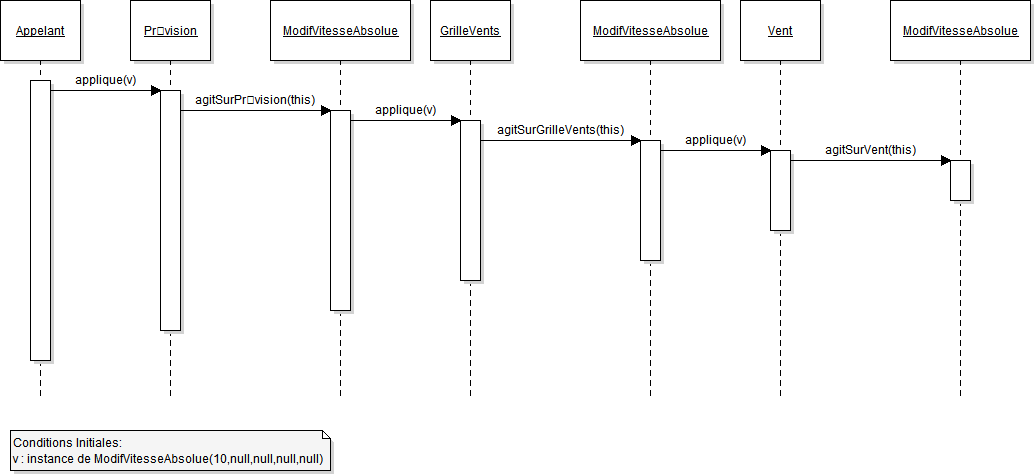 Appelant
Pr□vision
ModifVitesseAbsolue
GrilleVents
ModifVitesseAbsolue
Vent
ModifVitesseAbsolue
applique(v)
agitSurPr□vision(this)
applique(v)
agitSurGrilleVents(this)
applique(v)
agitSurVent(this)
Conditions Initiales:
v : instance de ModifVitesseAbsolue(10,null,null,null,null)